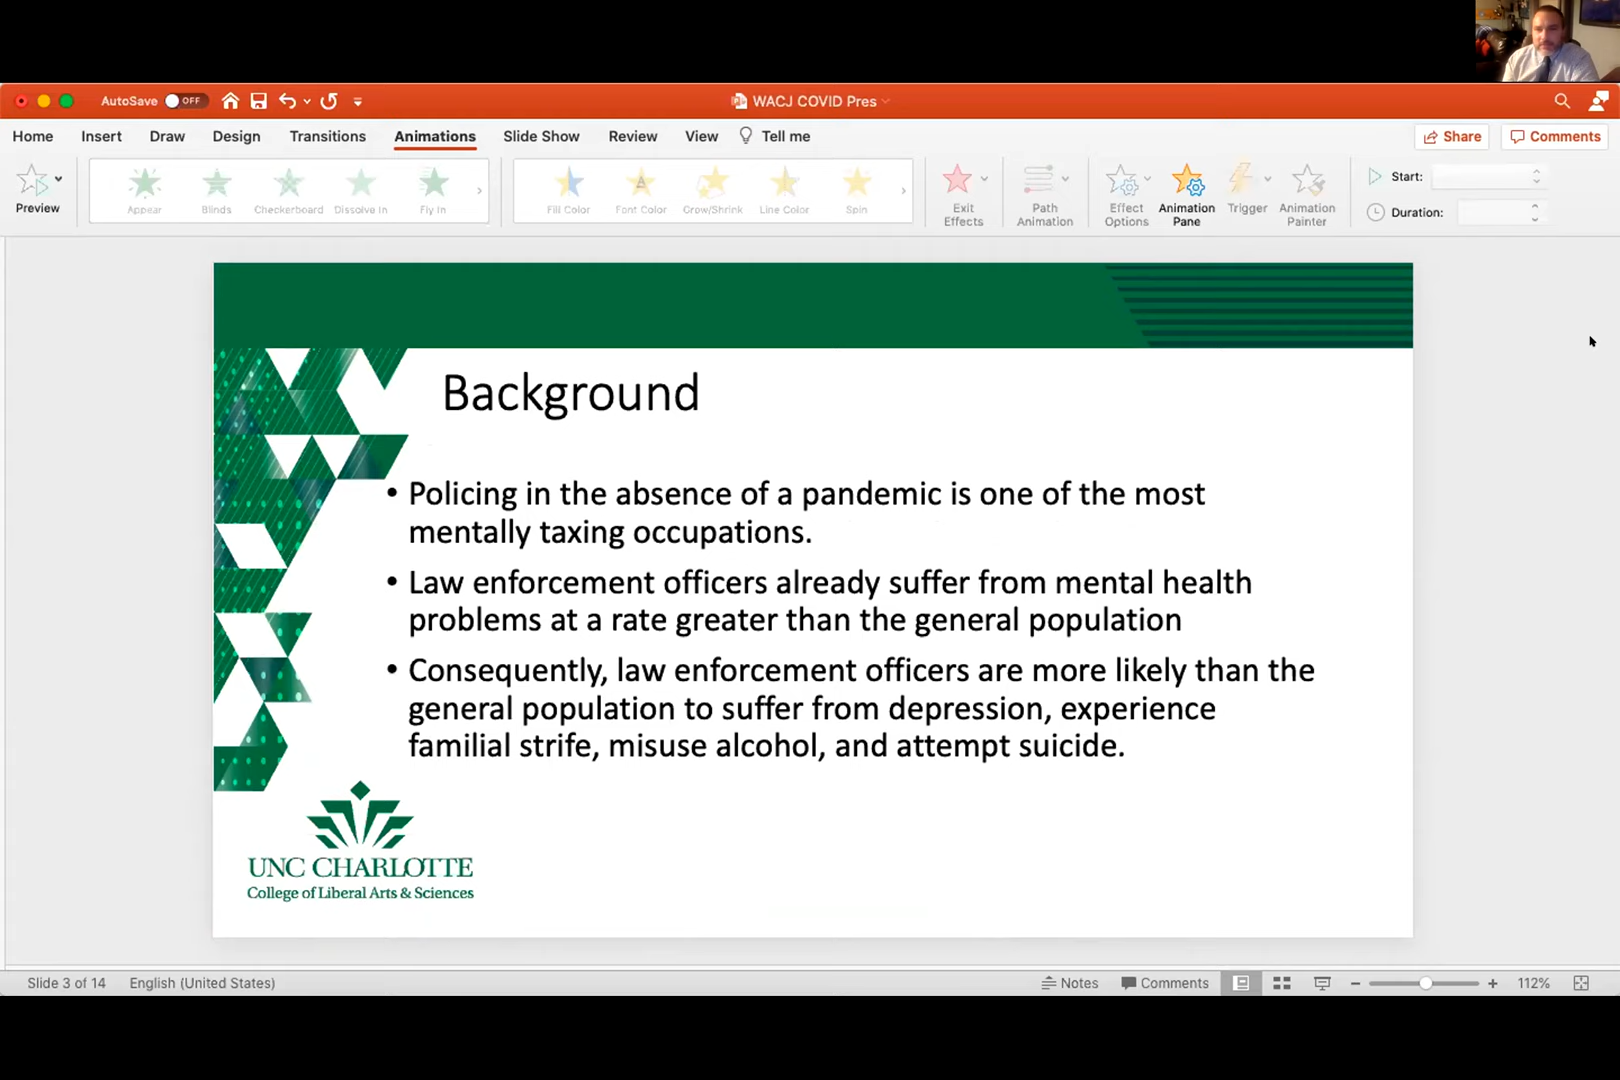 AutoSave OFF
WACJ COVID Pres
Home Insert Draw Design Transitions Animations Slide Show Review View Tell me
Share Comments
Preview
Appear Blinds Checkerboard Dissolve In Fly In
Fill Color Font Color Grow/Shrink Line Color Spin
Exit
Effects
Path
Animation
Effect
Options
Animation
Pane
Trigger
Animation
Painter
Start:
Duration:
Background
• Policing in the absence of a pandemic is one of the most
mentally taxing occupations.
• Law enforcement officers already suffer from mental health
problems at a rate greater than the general population
• Consequently, law enforcement officers are more likely than the
general population to suffer from depression, experience
familial strife, misuse alcohol, and attempt suicide.
UNC CHARLOTTE
College of Liberal Arts & Sciences
Slide 3 of 14 English (United States)
Notes Comments 112%